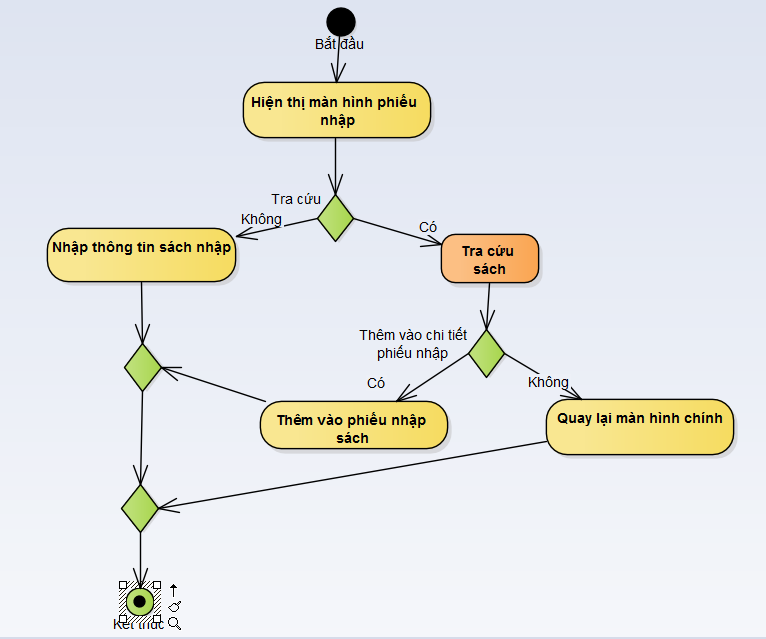 Bắt đầu
Hiện thị màn hình phiếu
nhập
Tra cứu
Không
Có
Nhập thông tin sách nhập
Tra cứu
sách
Thêm vào chi tiết
phiếu nhập
Có
Không
Thêm vào phiếu nhập
sách
Quay lại màn hình chính
Kết thúc